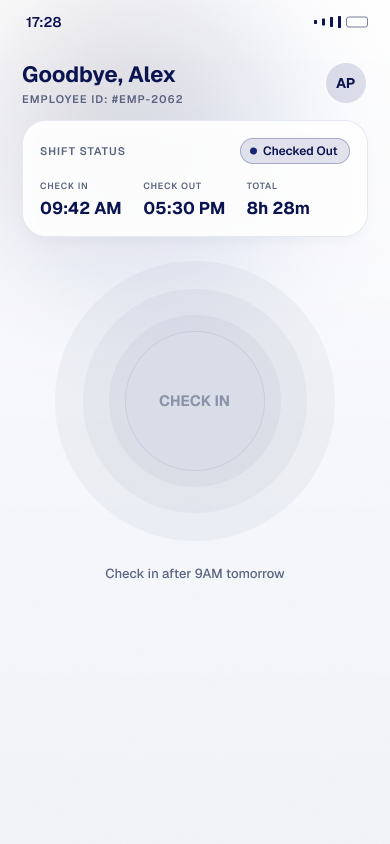 17:28
Goodbye, Alex
EMPLOYEE ID: #EMP-2062
AP
SHIFT STATUS
Checked Out
CHECK IN CHECK OUT TOTAL
09:42 AM 05:30 PM 8h 28m
CHECK IN
Check in after 9AM tomorrow